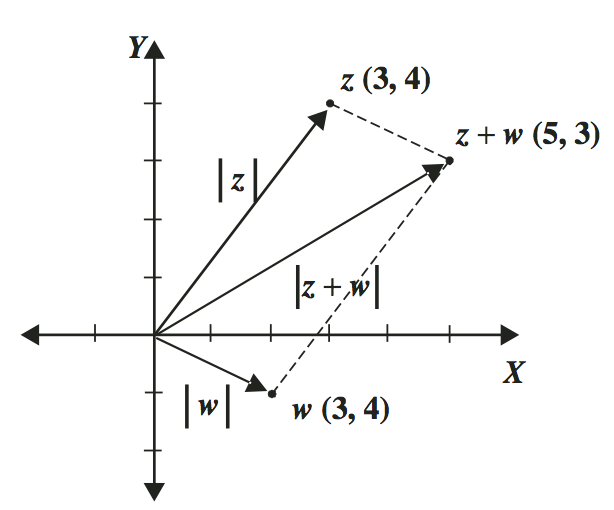 Y
z (3, 4)
z + w (5, 3)
|z|
|z + w|
X
|w|
w (3, 4)